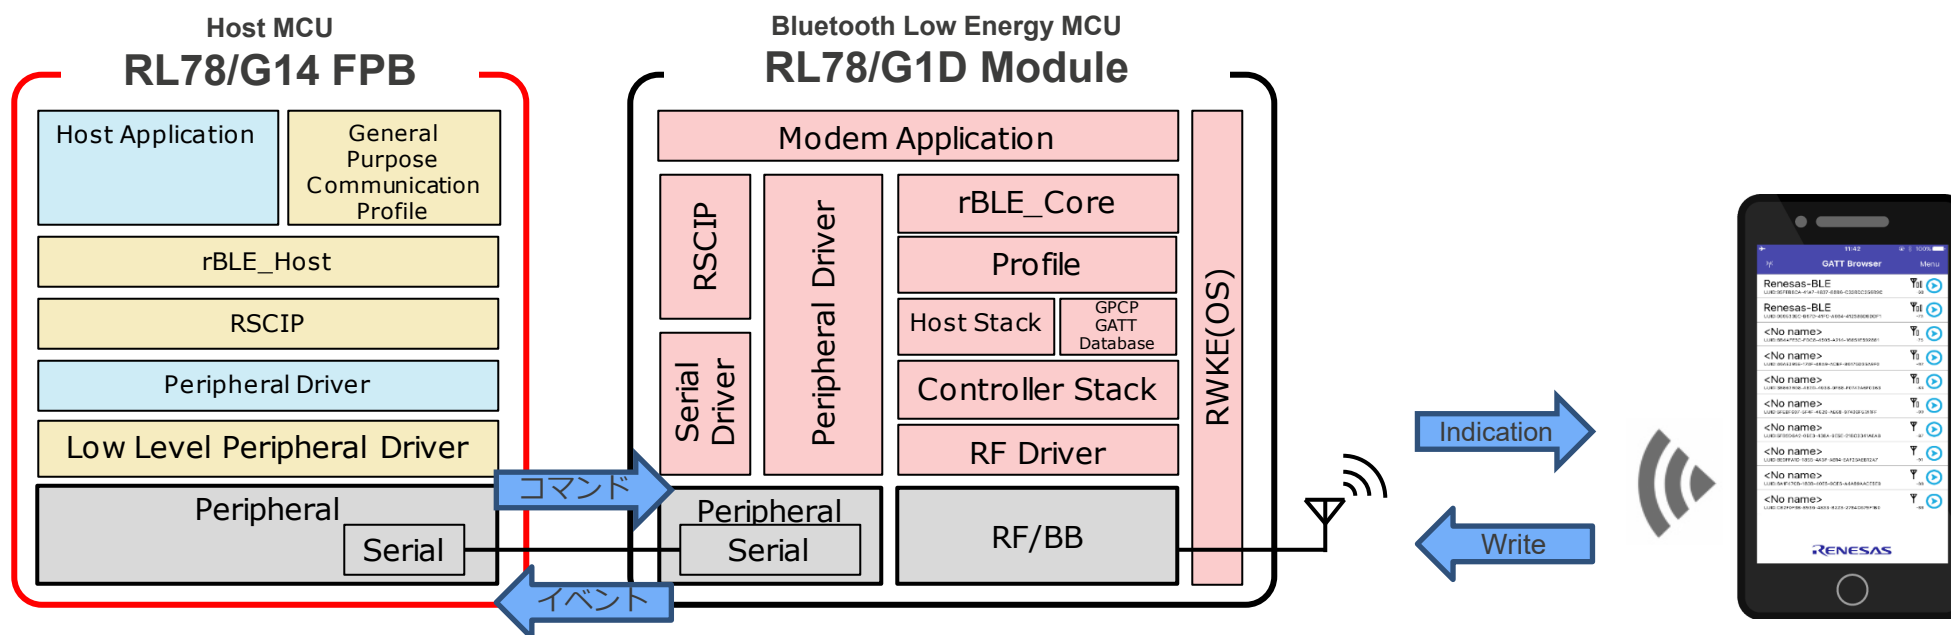 Host MCU
RL78/G14 FPB
Host Application
General
Purpose
Communication
Profile
rBLE_Host
RSCIP
Peripheral Driver
Low Level Peripheral Driver
Peripheral
Serial
コマンド
イベント
Bluetooth Low Energy MCU
RL78/G1D Module
Modem Application
RSCIP
Serial
Driver
Peripheral Driver
rBLE_Core
Profile
Host Stack
GPCP
GATT
Database
Controller Stack
RF Driver
RWKE(OS)
Peripheral
Serial
RF/BB
Indication
Write
11:42
100%
GATT Browser
Menu
Renesas-BLE
Renesas-BLE
<No name>
<No name>
<No name>
<No name>
<No name>
<No name>
<No name>
<No name>
RENESAS